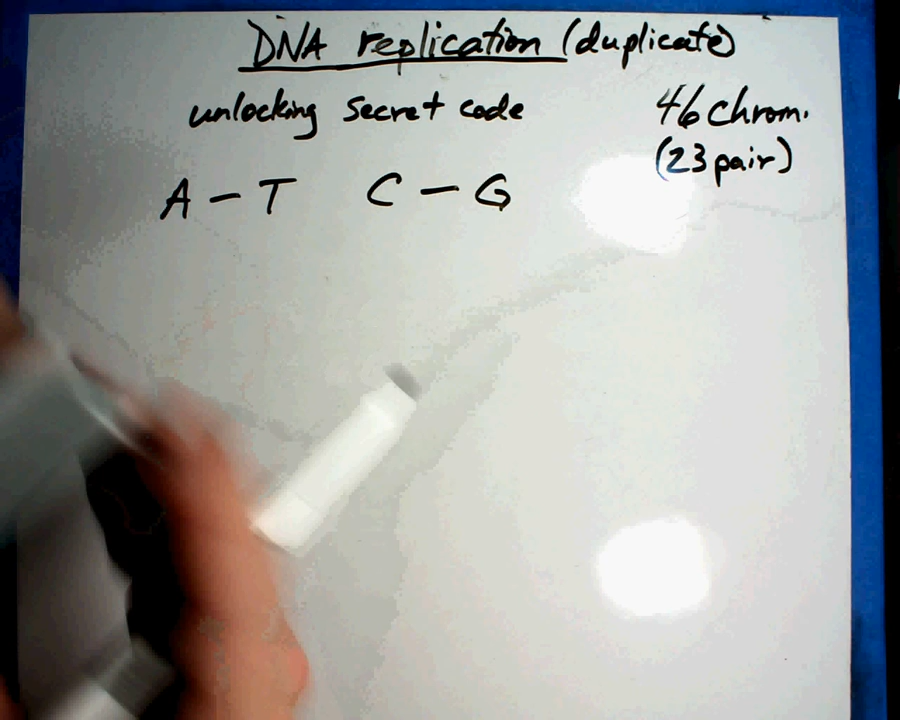 DNA replication (duplicate)
unlocking secret code
46 chrom.
(23 pair)
A - T C - G